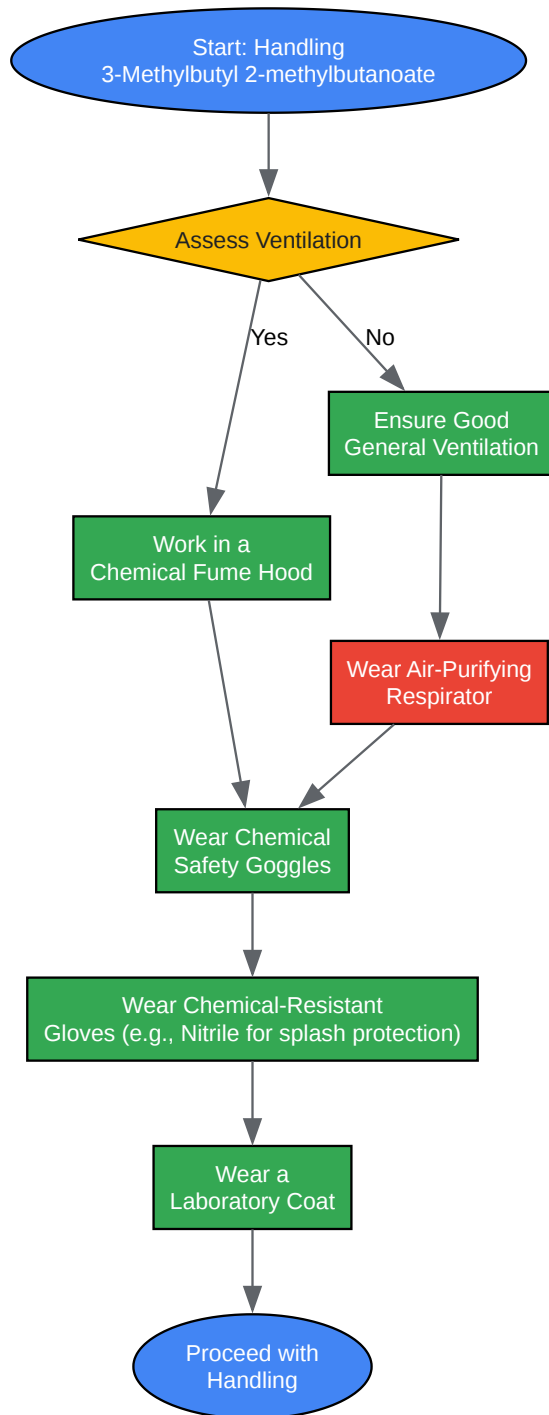 Start: Handling
3-Methylbutyl 2-methylbutanoate
Assess Ventilation
Yes
No
Ensure Good
General Ventilation
Work in a
Chemical Fume Hood
Wear Air-Purifying
Respirator
Wear Chemical
Safety Goggles
Wear Chemical-Resistant
Gloves (e.g., Nitrile for splash protection)
Wear a
Laboratory Coat
Proceed with
Handling